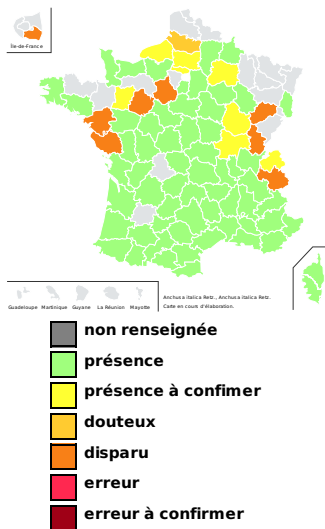 Île-de-France
Guadeloupe Martinique Guyane La Réunion Mayotte
Anchusa italica Retz., Anchusa italica Retz.
Carte en cours d'élaboration.
non renseignée
présence
présence à confimer
douteux
disparu
erreur
erreur à confirmer